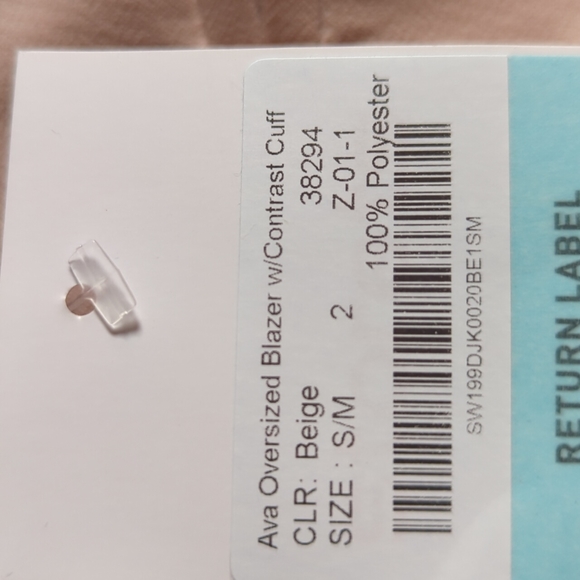 Ava Oversized Blazer w/Contrast Cuff
CLR: Beige 38294
SIZE : S/M 2 Z-01-1
100% Polyester
SW199DJK0020BE1SM
RETURN LABEL